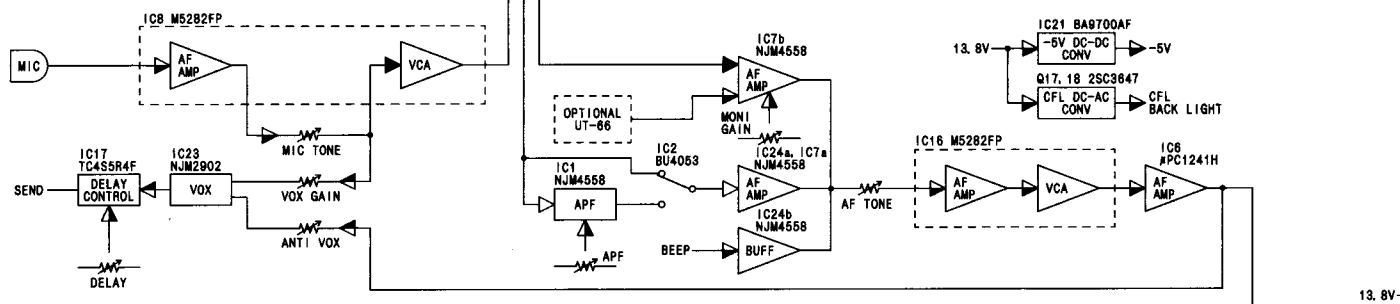 IC8 M5282FP
MIC
AF
AMP
VCA
MIC TONE
IC17
TC4S5R4F
IC23
NJM2902
SEND
DELAY
CONTROL
VOX
VOX GAIN
ANTI VOX
DELAY
IC7b
NJM4558
AF
AMP
OPTIONAL
UT-66
MONI
GAIN
IC2
BU4053
IC24a, IC7a
NJM4558
AF
AMP
IC1
NJM4558
APF
APF
IC24b
NJM4558
BEEP
BUFF
AF TONE
IC16 M5282FP
AF
AMP
VCA
IC6
μPC1241H
AF
AMP
IC21 BA9700AF
13.8V
-5V DC-DC
CONV
-5V
Q17, 18 2SC3647
CFL DC-AC
CONV
CFL
BACK LIGHT
13.8V